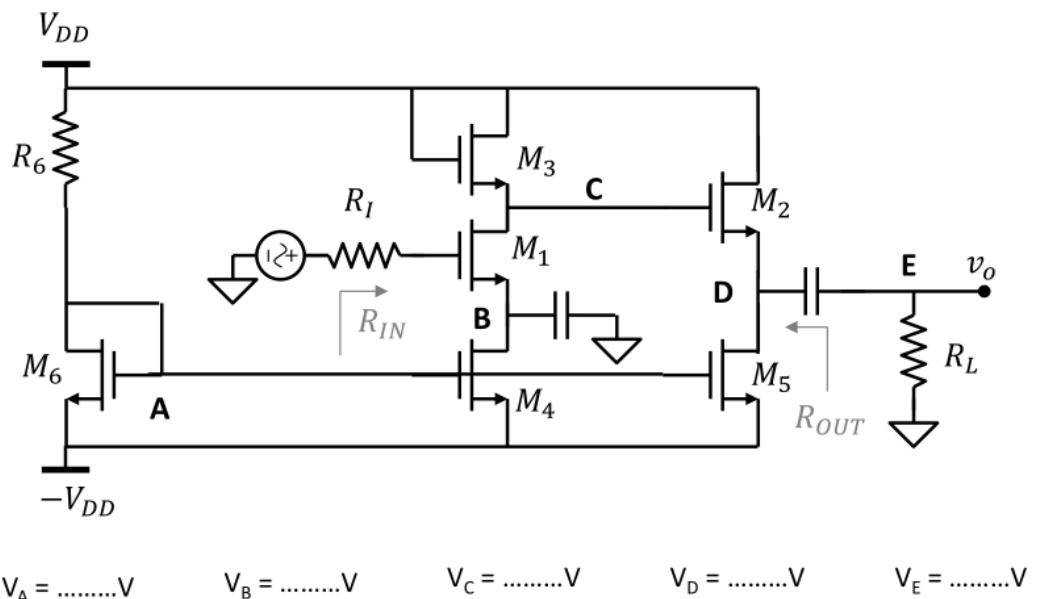 V_DD
R_6
M_3
C
M_2
R_I
M_1
D
E
v_o
R_IN
B
R_L
M_6
A
M_4
M_5
R_OUT
−V_DD
V_A = .........V V_B = .........V V_C = .........V V_D = .........V V_E = .........V